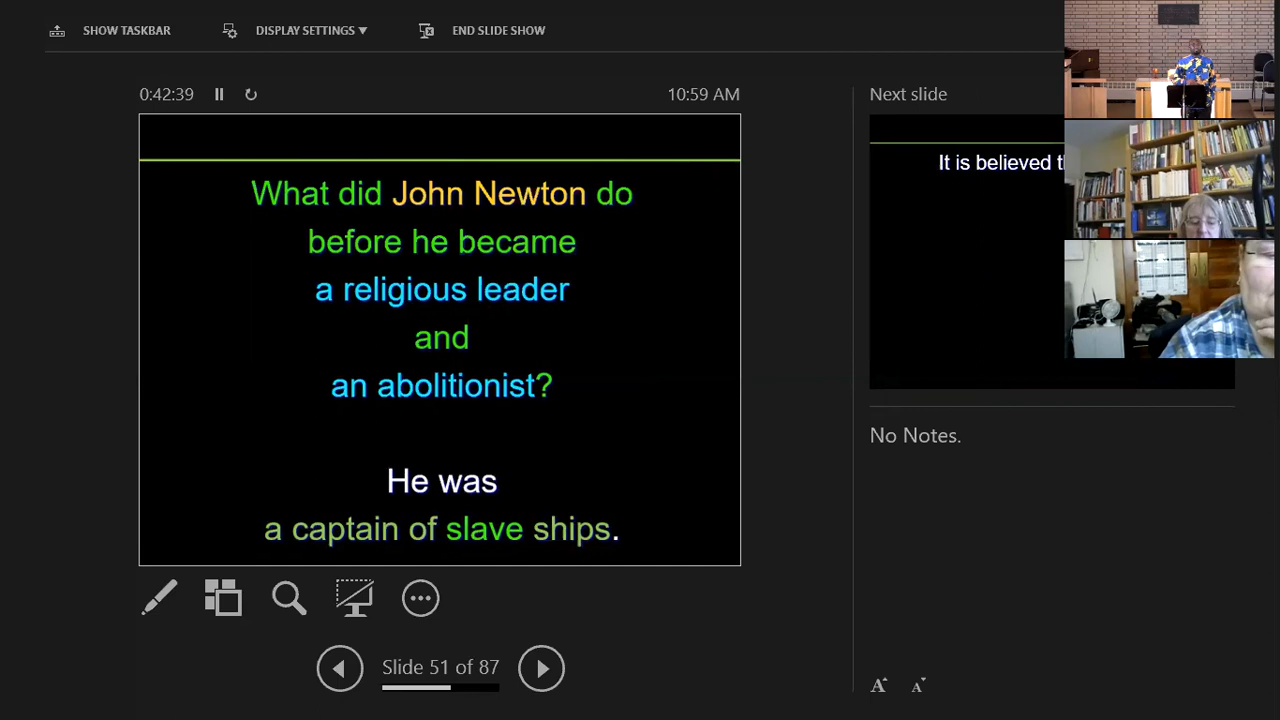 SHOW TASKBAR
DISPLAY SETTINGS
END SLIDE SHOW
0:42:39
10:59 AM
What did John Newton do
before he became
a religious leader
and
an abolitionist?
He was
a captain of slave ships.
Slide 51 of 87
Next slide
It is believed
No Notes.
A
A